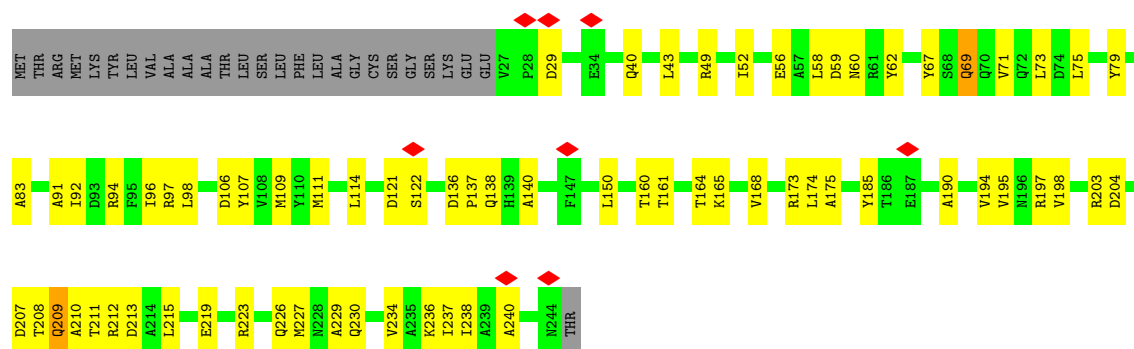 MET THR ARG MET LYS TYR LEU VAL ALA ALA ALA THR LEU SER LEU PHE LEU ALA GLY CYS SER GLY SER LYS GLU GLU V27 P28 D29 E34 Q40 L43 R49 I52 E56 A57 L58 D59 N60 R61 Y62 Y67 S68 Q69 Q70 V71 Q72 L73 D74 L75 Y79
A83 A91 I92 D93 R94 F95 I96 R97 L98 D106 Y107 V108 M109 Y110 M111 L114 D121 S122 D136 P137 Q138 H139 A140 F147 L150 T160 T161 T164 K165 V168 R173 L174 A175 Y185 T186 E187 A190 V194 V195 N196 R197 V198 R203 D204
D207 T208 Q209 A210 T211 R212 D213 A214 L215 E219 R223 Q226 M227 N228 A229 Q230 V234 A235 K236 I237 I238 A239 A240 N244 THR